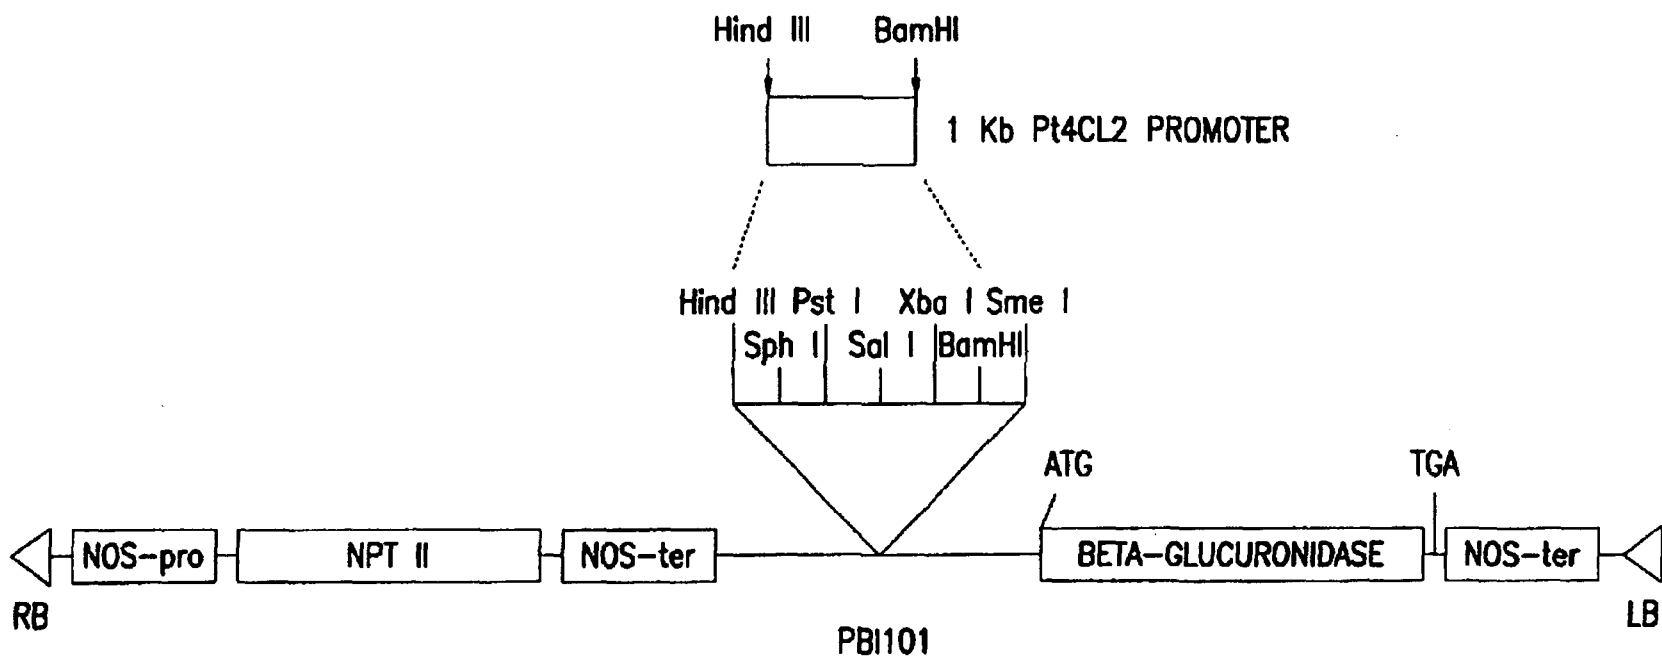 Hind III BamHI
1 Kb Pt4CL2 PROMOTER
Hind III Pst I Xba I Sme I
Sph I Sal I BamHI
ATG TGA
NOS-pro NPT II NOS-ter BETA-GLUCURONIDASE NOS-ter
RB LB
PBI101